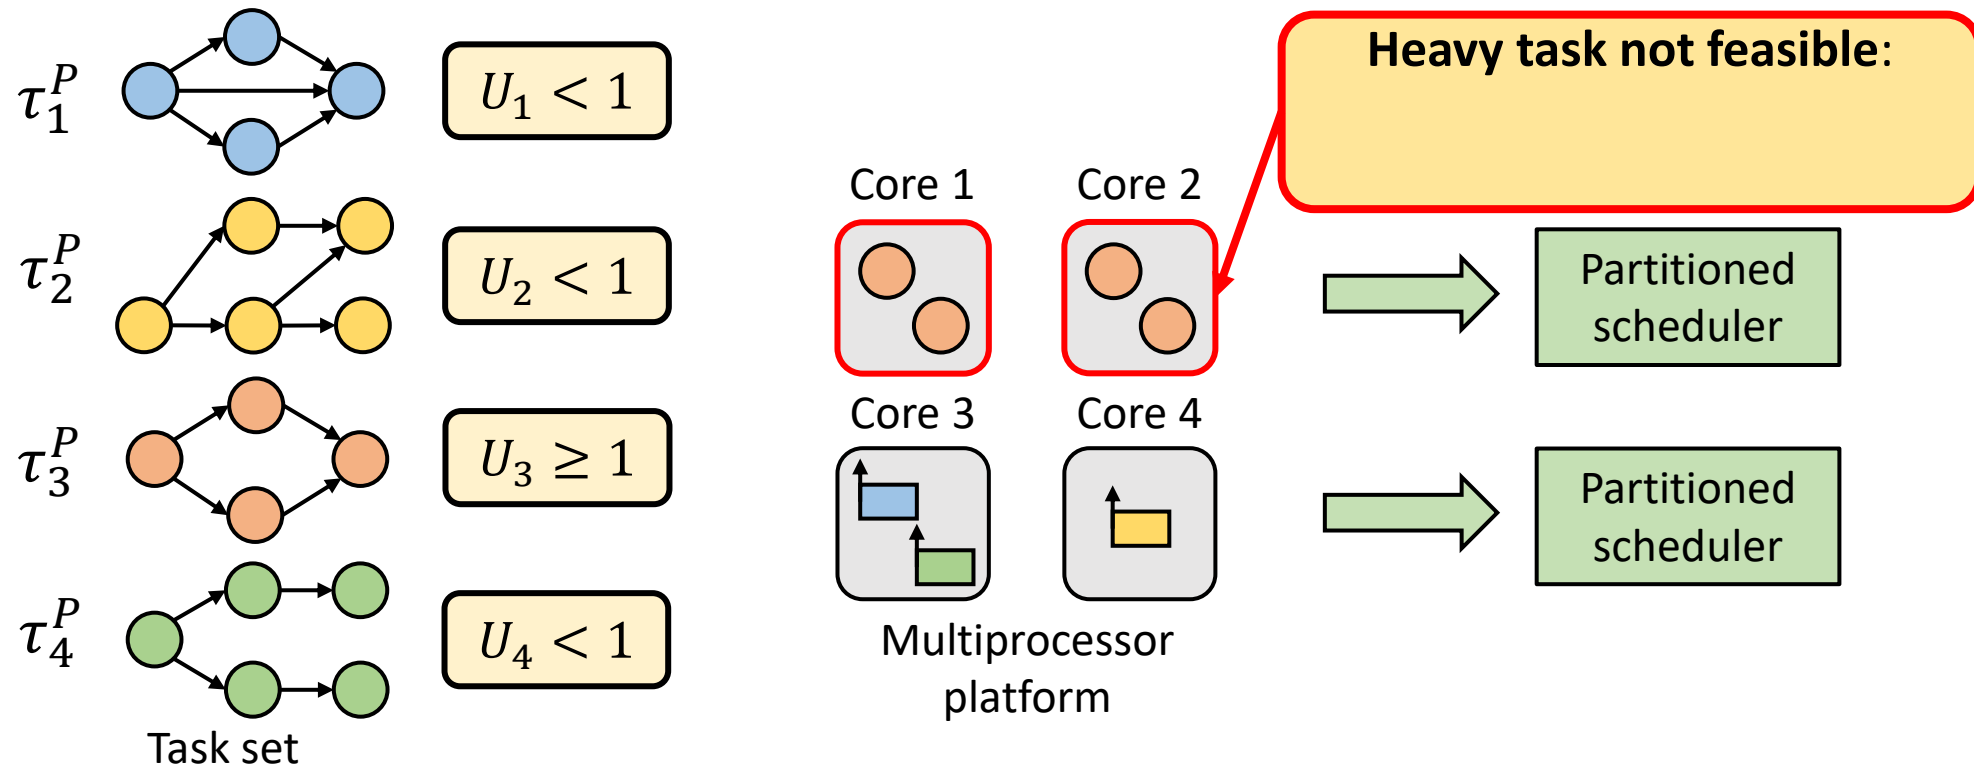 τ₁ᴾ
U₁ < 1
τ₂ᴾ
U₂ < 1
τ₃ᴾ
U₃ ≥ 1
τ₄ᴾ
U₄ < 1
Task set
Core 1
Core 2
Core 3
Core 4
Multiprocessor
platform
Heavy task not feasible:
Partitioned
scheduler
Partitioned
scheduler